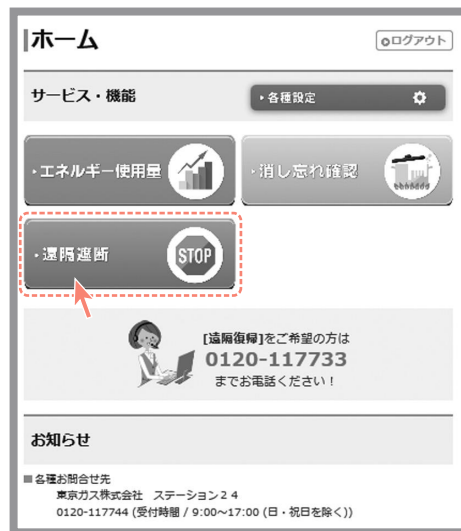 ホーム
ログアウト
サービス・機能
各種設定
エネルギー使用量
消し忘れ確認
遠隔遮断
STOP
[遠隔復帰]をご希望の方は
0120-117733
までお電話ください！
お知らせ
■各種お問合せ先
東京ガス株式会社　ステーション２４
0120-117744 (受付時間 / 9:00～17:00 (日・祝日を除く))